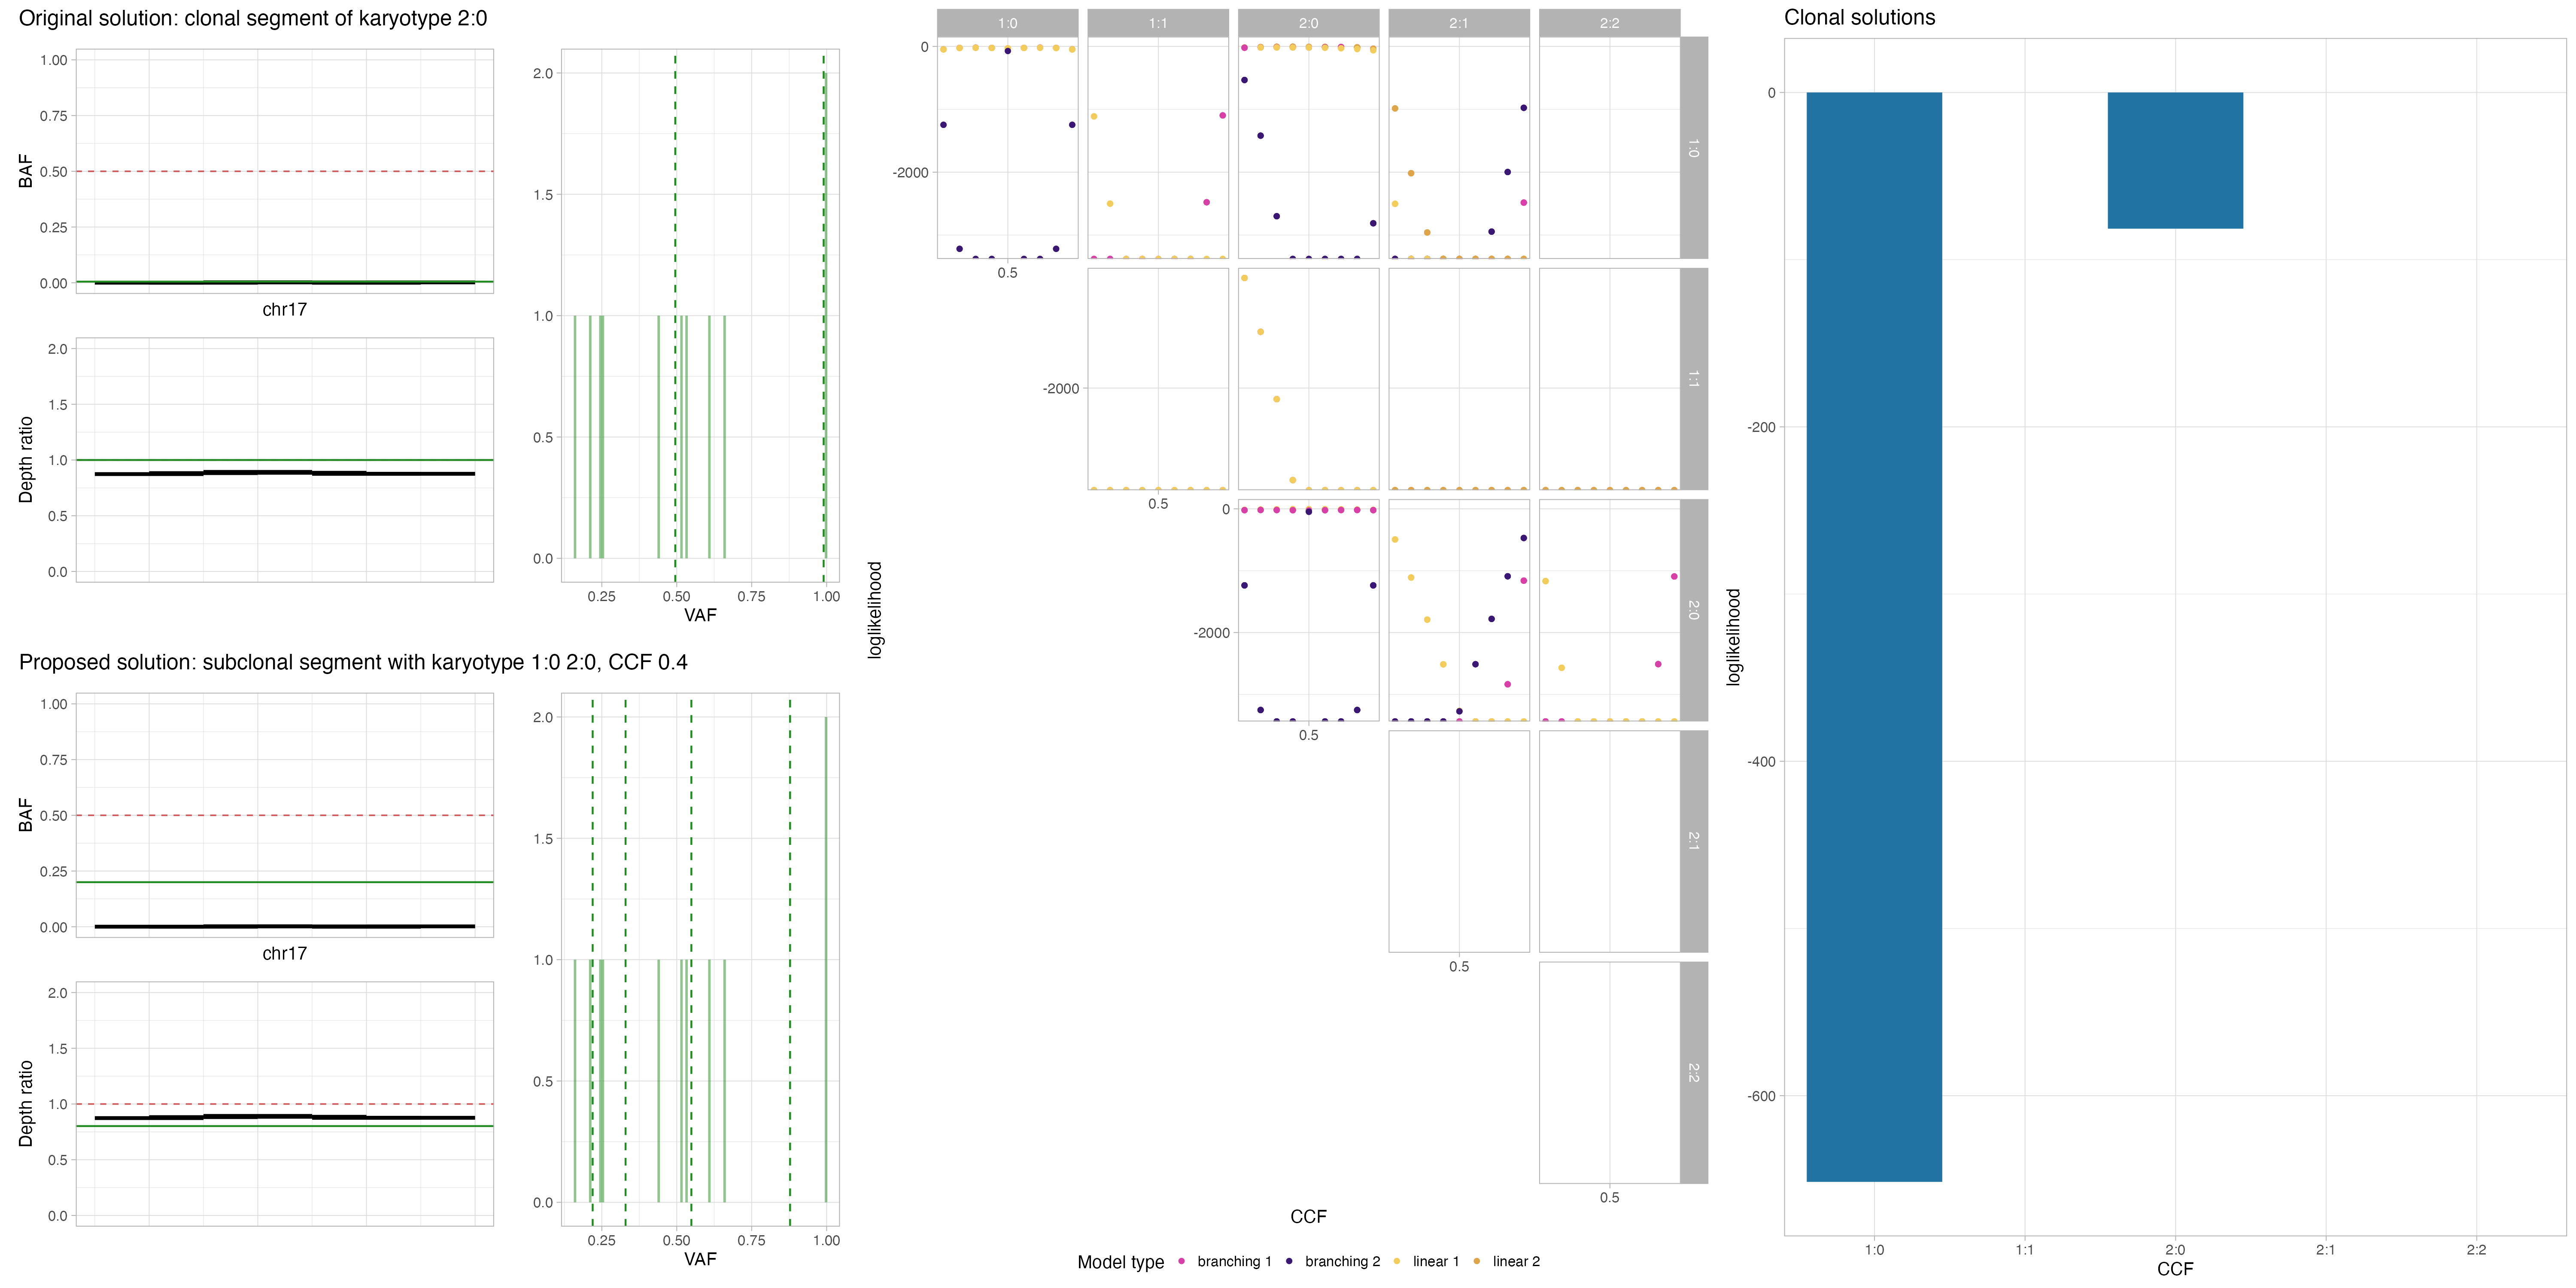 Original solution: clonal segment of karyotype 2:0
1.00
0.75
0.50
0.25
0.00
BAF
chr17
2.0
1.5
1.0
0.5
0.0
Depth ratio
2.0
1.5
1.0
0.5
0.0
0.25 0.50 0.75 1.00
VAF
Proposed solution: subclonal segment with karyotype 1:0 2:0, CCF 0.4
1.00
0.75
0.50
0.25
0.00
BAF
chr17
2.0
1.5
1.0
0.5
0.0
Depth ratio
2.0
1.5
1.0
0.5
0.0
0.25 0.50 0.75 1.00
VAF
1:0 1:1 2:0 2:1 2:2
0
-2000
1:0
0.5
-2000
1:1
0.5
0
-2000
2:0
0.5
2:1
0.5
2:2
0.5
loglikelihood
CCF
Model type branching 1 branching 2 linear 1 linear 2
Clonal solutions
0
-200
-400
-600
loglikelihood
1:0 1:1 2:0 2:1 2:2
CCF